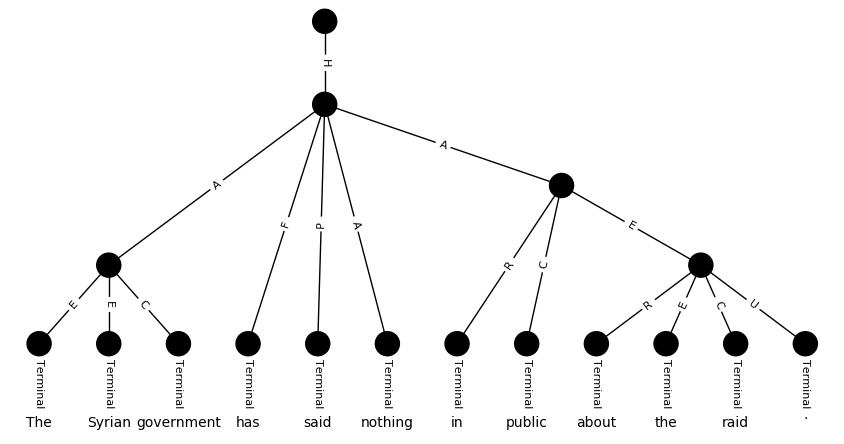 H
A
A
F
P
A
E
R
C
E
E
C
R
E
C
U
Terminal Terminal Terminal Terminal Terminal Terminal Terminal Terminal Terminal Terminal Terminal Terminal
The Syrian government has said nothing in public about the raid .